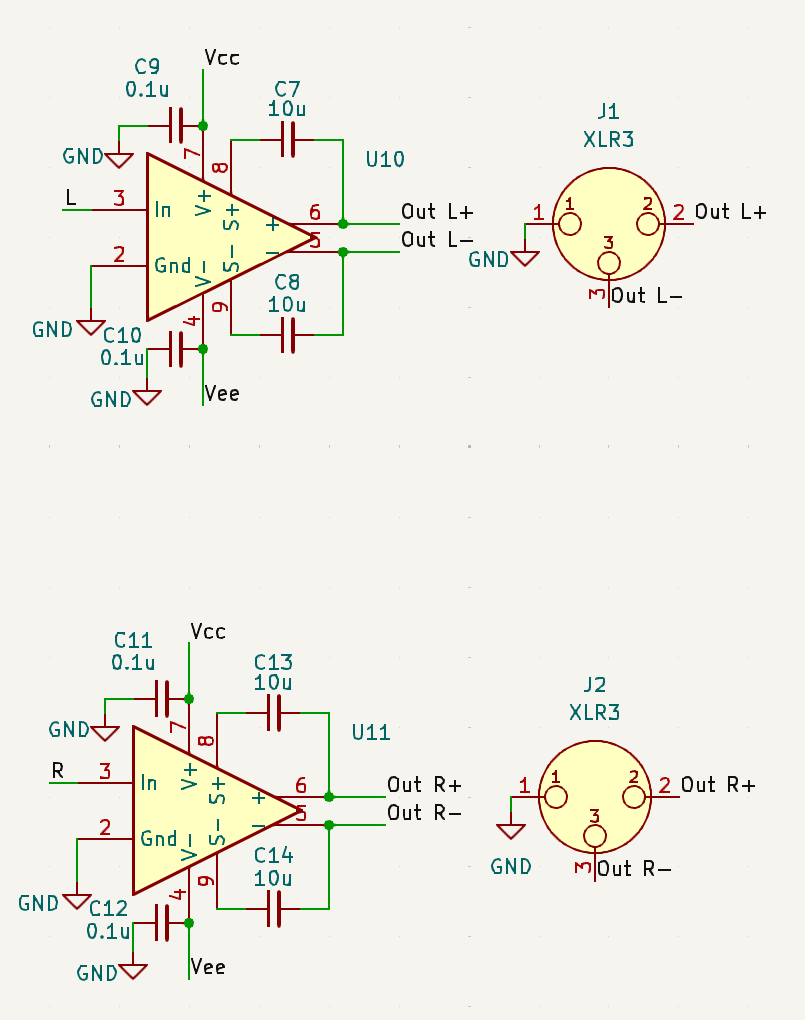 Vcc
C9
0.1u
C7
10u
J1
XLR3
U10
GND
7
8
L
3
In
V+
S+
6
+
Out L+
1
1
2
2
Out L+
5
-
Out L-
3
GND
2
Gnd
V-
S-
C8
10u
3
Out L-
GND
C10
0.1u
4
9
GND
Vee
Vcc
C11
0.1u
C13
10u
J2
XLR3
U11
GND
7
8
R
3
In
V+
S+
6
+
Out R+
1
1
2
2
Out R+
5
-
Out R-
3
2
Gnd
V-
S-
C14
10u
GND
3
Out R-
GND
C12
0.1u
4
9
GND
Vee